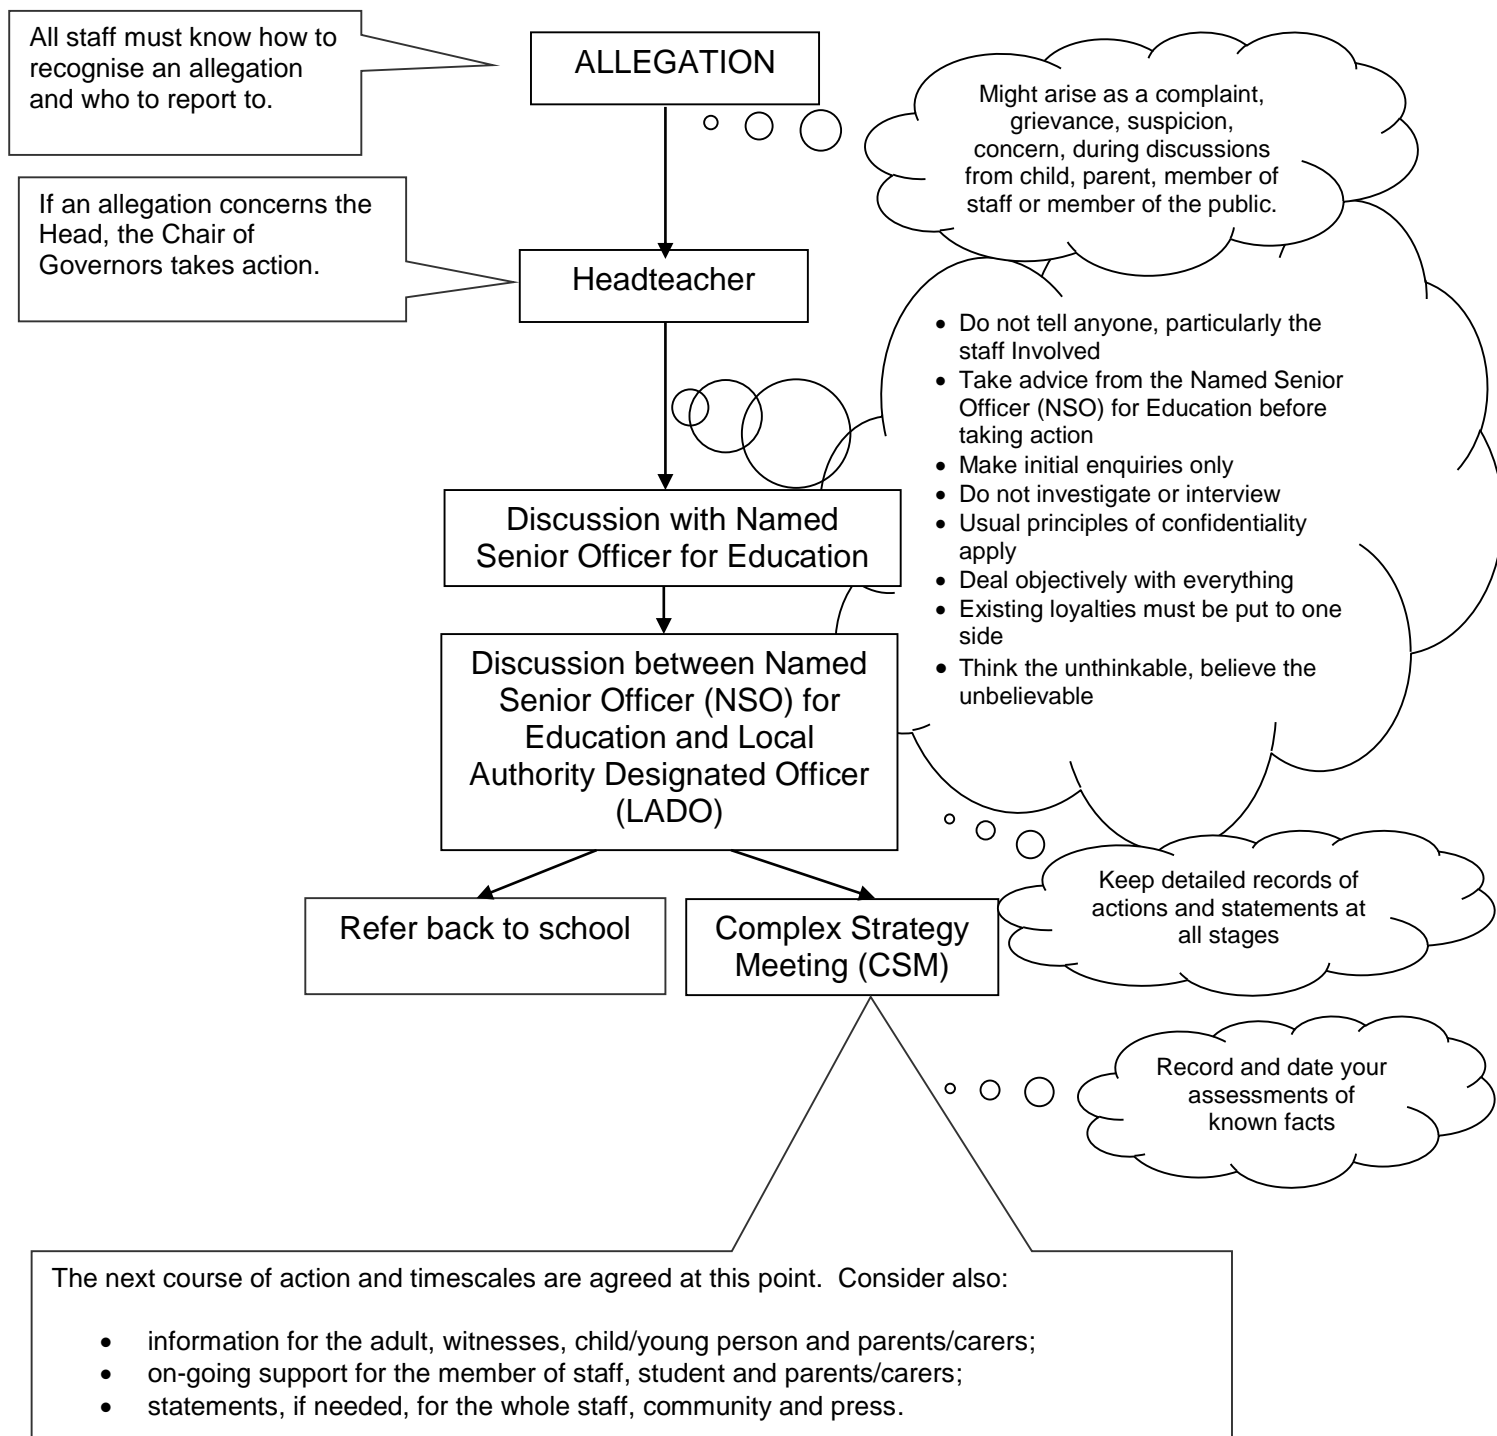 All staff must know how to
recognise an allegation
and who to report to.
ALLEGATION
Might arise as a complaint,
grievance, suspicion,
concern, during discussions
from child, parent, member of
staff or member of the public.
If an allegation concerns the
Head, the Chair of
Governors takes action.
Headteacher
• Do not tell anyone, particularly the
staff Involved
• Take advice from the Named Senior
Officer (NSO) for Education before
taking action
• Make initial enquiries only
• Do not investigate or interview
• Usual principles of confidentiality
apply
• Deal objectively with everything
• Existing loyalties must be put to one
side
• Think the unthinkable, believe the
unbelievable
Discussion with Named
Senior Officer for Education
Discussion between Named
Senior Officer (NSO) for
Education and Local
Authority Designated Officer
(LADO)
Refer back to school
Complex Strategy
Meeting (CSM)
Keep detailed records of
actions and statements at
all stages
Record and date your
assessments of
known facts
The next course of action and timescales are agreed at this point.  Consider also:
• information for the adult, witnesses, child/young person and parents/carers;
• on-going support for the member of staff, student and parents/carers;
• statements, if needed, for the whole staff, community and press.